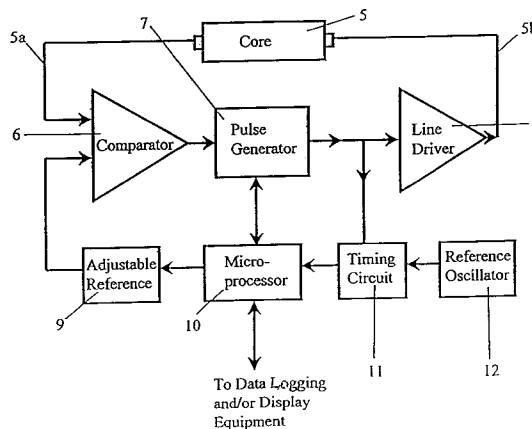 5
7
5a
Core
5b
6
Comparator
Pulse
Generator
Line
Driver
Adjustable
Reference
Micro-
processor
Timing
Circuit
Reference
Oscillator
9
10
11
12
To Data Logging
and/or Display
Equipment